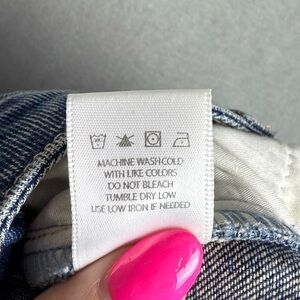 MACHINE WASH COLD
WITH LIKE COLORS
DO NOT BLEACH
TUMBLE DRY LOW
USE LOW IRON IF NEEDED